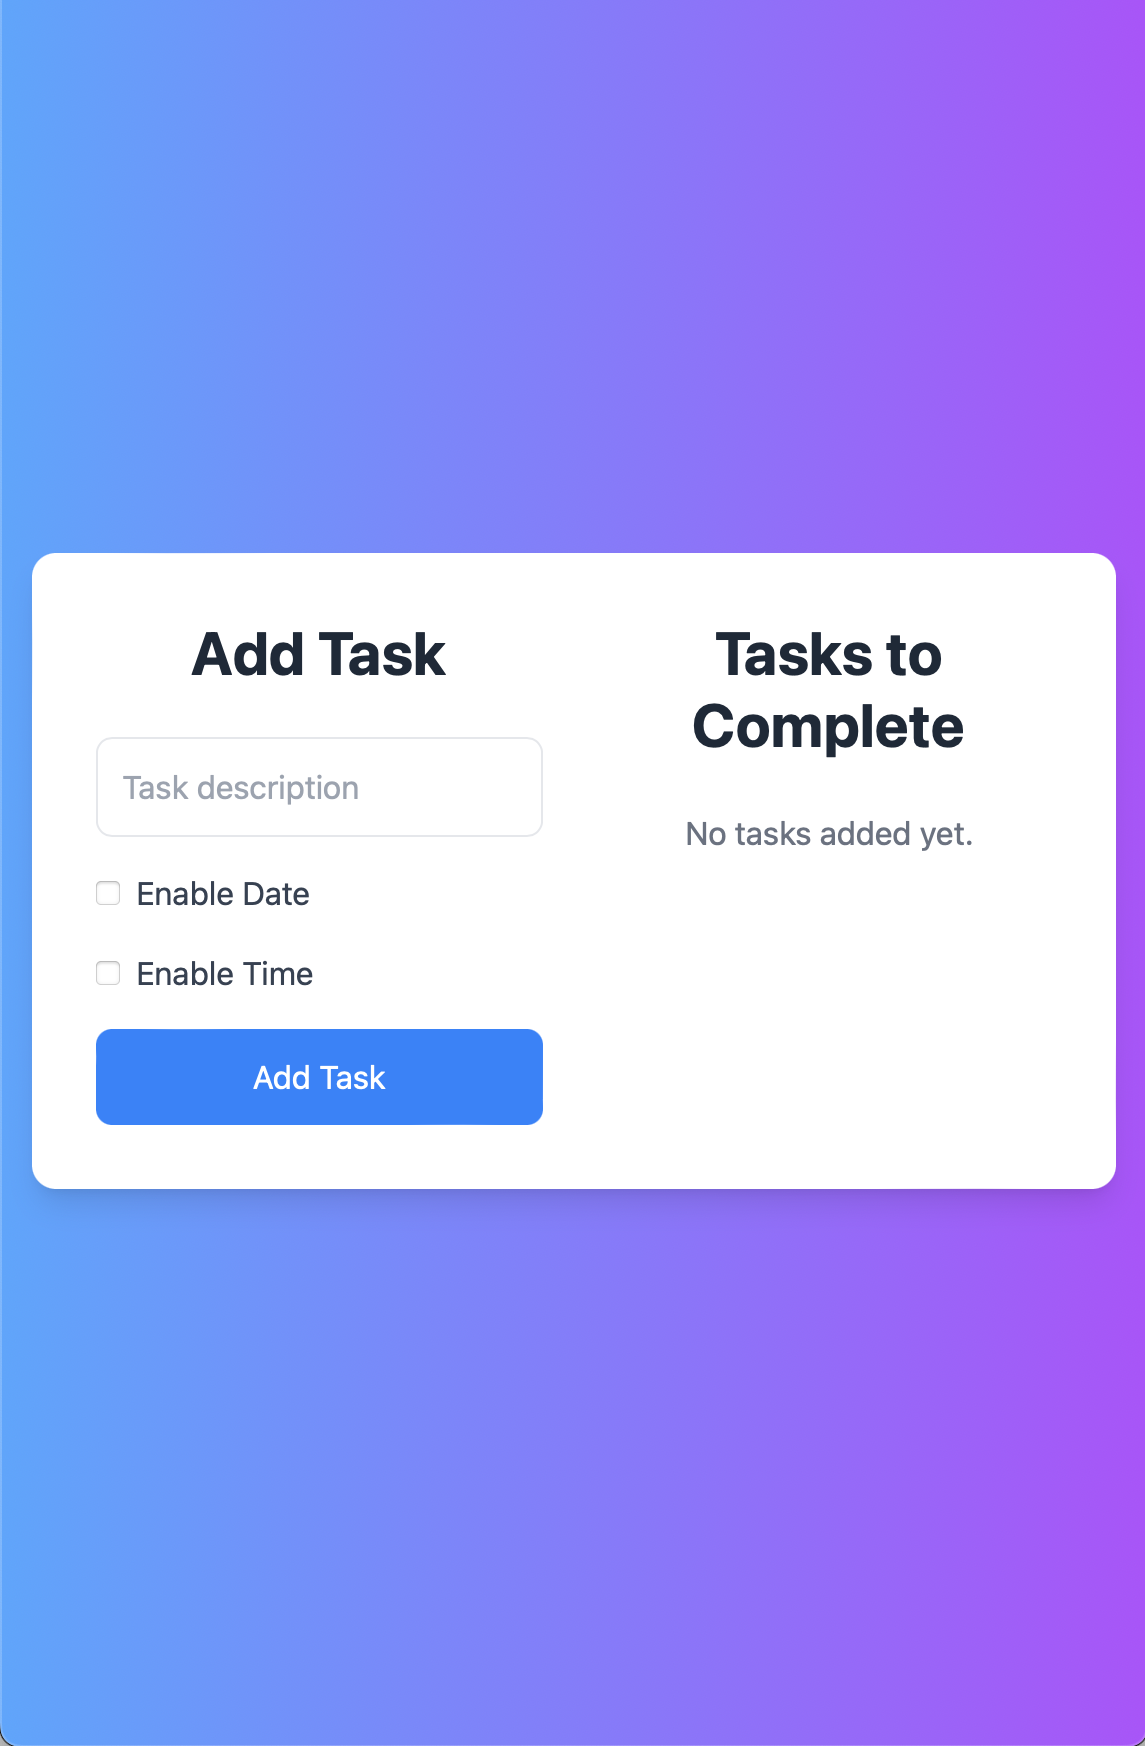 Add Task
Task description
Enable Date
Enable Time
Add Task
Tasks to
Complete
No tasks added yet.